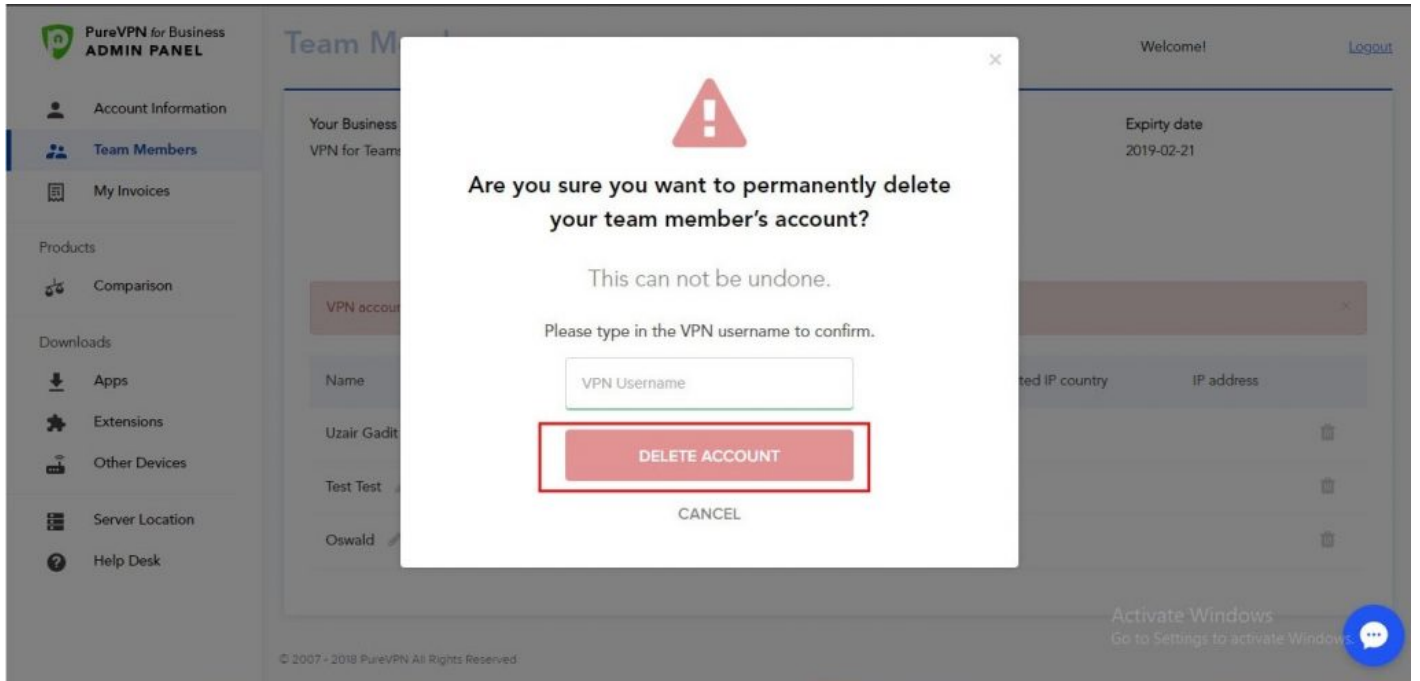 PureVPN for Business
ADMIN PANEL
Account Information
Team Members
My Invoices
Products
Comparison
Downloads
Apps
Extensions
Other Devices
Server Location
Help Desk
Team M
Welcome!
Logout
Your Business
VPN for Teams
Expirty date
2019-02-21
VPN accoun
×
Name
ted IP country
IP address
Uzair Gadit
Test Test
Oswald
×
Are you sure you want to permanently delete
your team member's account?
This can not be undone.
Please type in the VPN username to confirm.
VPN Username
DELETE ACCOUNT
CANCEL
Activate Windows
Go to Settings to activate Windows.
© 2007 - 2018 PureVPN All Rights Reserved